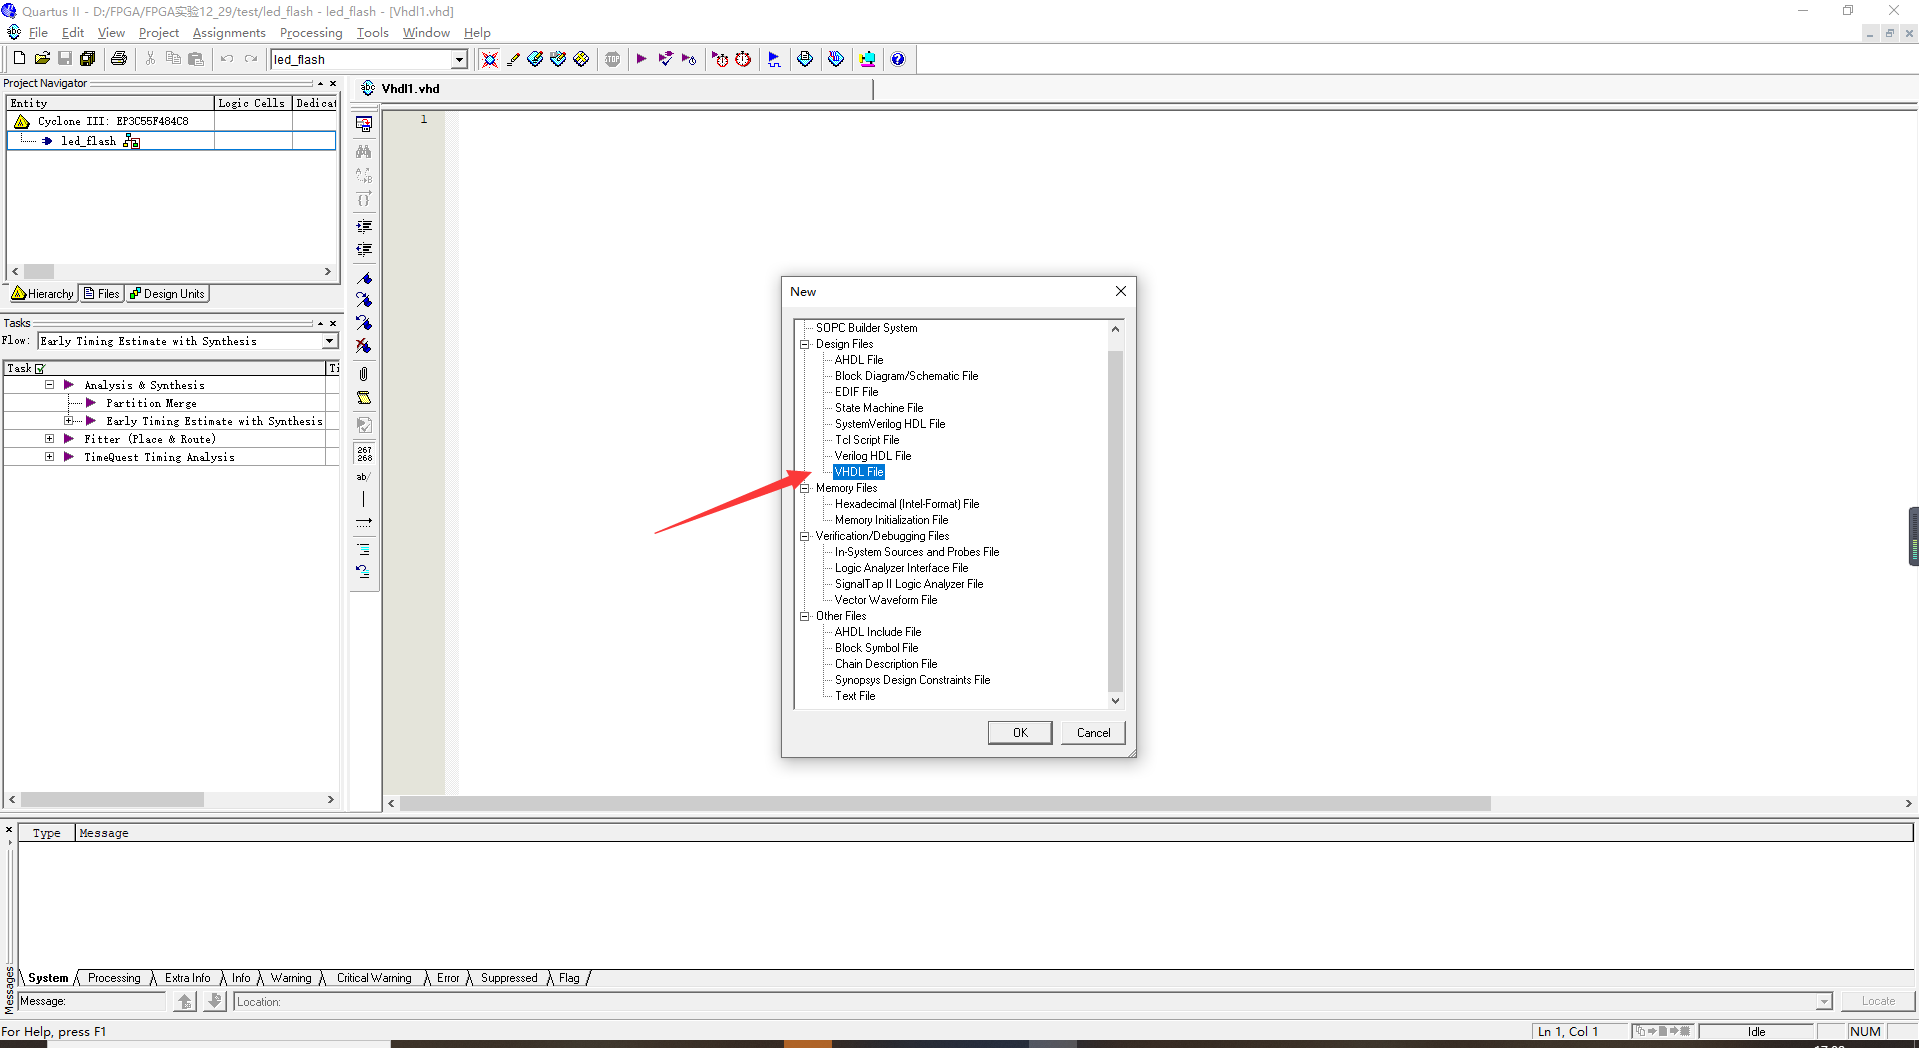 Quartus II - D:/FPGA/FPGA实验12_29/test/led_flash - led_flash - [Vhdl1.vhd]
File Edit View Project Assignments Processing Tools Window Help
led_flash
Project Navigator
Entity Logic Cells Dedicat
Cyclone III: EP3C55F484C8
led_flash
Hierarchy Files Design Units
Tasks
Flow: Early Timing Estimate with Synthesis
Task Ti
Analysis & Synthesis
Partition Merge
Early Timing Estimate with Synthesis
Fitter (Place & Route)
TimeQuest Timing Analysis
Vhdl1.vhd
1
267
268
ab/
New
SOPC Builder System
Design Files
AHDL File
Block Diagram/Schematic File
EDIF File
State Machine File
SystemVerilog HDL File
Tcl Script File
Verilog HDL File
VHDL File
Memory Files
Hexadecimal (Intel-Format) File
Memory Initialization File
Verification/Debugging Files
In-System Sources and Probes File
Logic Analyzer Interface File
SignalTap II Logic Analyzer File
Vector Waveform File
Other Files
AHDL Include File
Block Symbol File
Chain Description File
Synopsys Design Constraints File
Text File
OK Cancel
Type Message
System Processing Extra Info Info Warning Critical Warning Error Suppressed Flag
Messages
Message: Location: Locate
For Help, press F1 Ln 1, Col 1 Idle NUM